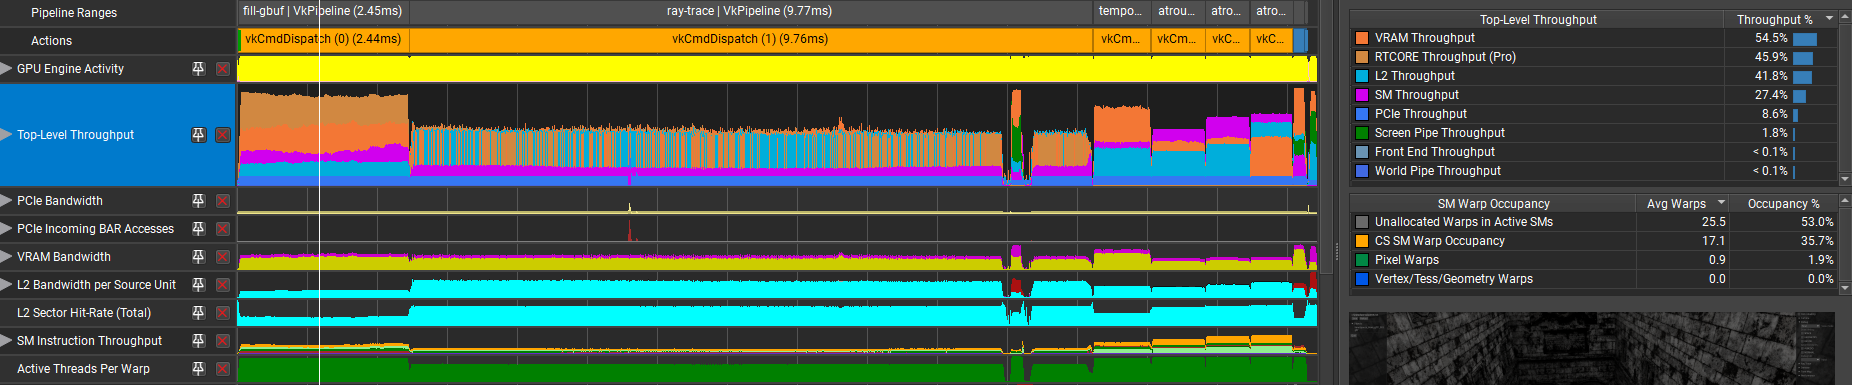 Pipeline Ranges
fill-gbuf | VkPipeline (2.45ms)
ray-trace | VkPipeline (9.77ms)
tempo...
atrou...
atro...
atro...
Actions
vkCmdDispatch (0) (2.44ms)
vkCmdDispatch (1) (9.76ms)
vkCm...
vkCm...
vkC...
vkC...
GPU Engine Activity
Top-Level Throughput
PCIe Bandwidth
PCIe Incoming BAR Accesses
VRAM Bandwidth
L2 Bandwidth per Source Unit
L2 Sector Hit-Rate (Total)
SM Instruction Throughput
Active Threads Per Warp
Top-Level Throughput Throughput %
VRAM Throughput 54.5%
RTCORE Throughput (Pro) 45.9%
L2 Throughput 41.8%
SM Throughput 27.4%
PCIe Throughput 8.6%
Screen Pipe Throughput 1.8%
Front End Throughput < 0.1%
World Pipe Throughput < 0.1%
SM Warp Occupancy Avg Warps Occupancy %
Unallocated Warps in Active SMs 25.5 53.0%
CS SM Warp Occupancy 17.1 35.7%
Pixel Warps 0.9 1.9%
Vertex/Tess/Geometry Warps 0.0 0.0%